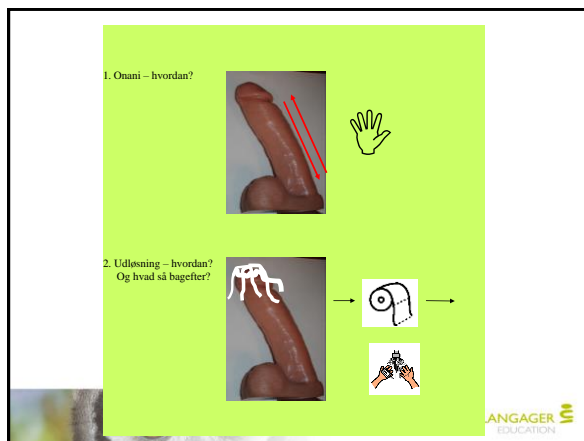 1. Onani – hvordan?
2. Udløsning – hvordan?
Og hvad så bagefter?
LANGAGER
EDUCATION